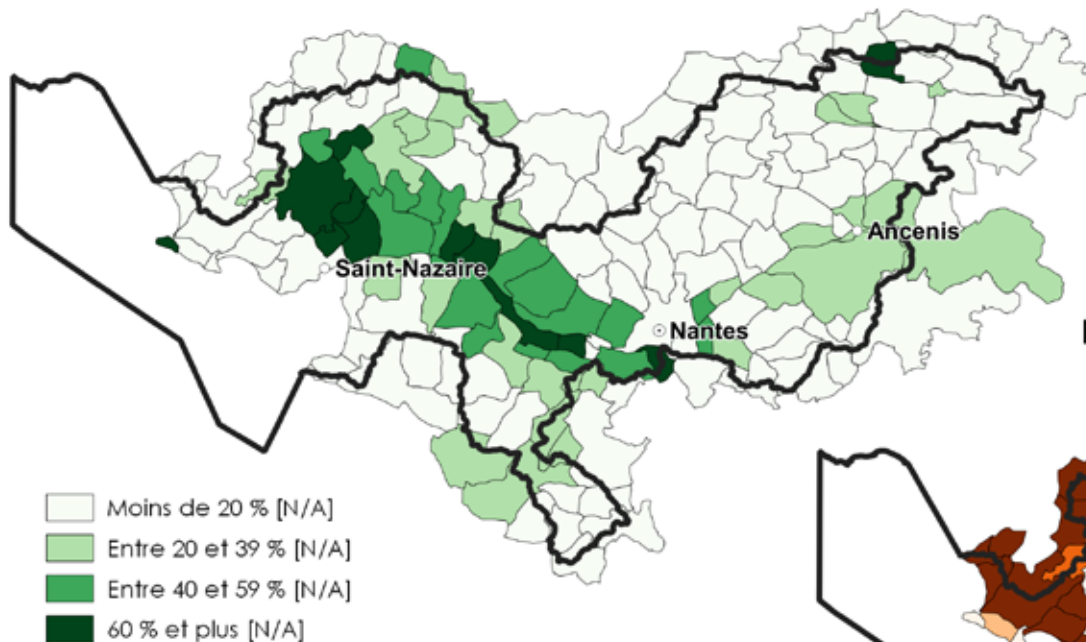 Ancenis
Saint-Nazaire
Nantes
Moins de 20 % [N/A]
Entre 20 et 39 % [N/A]
Entre 40 et 59 % [N/A]
60 % et plus [N/A]